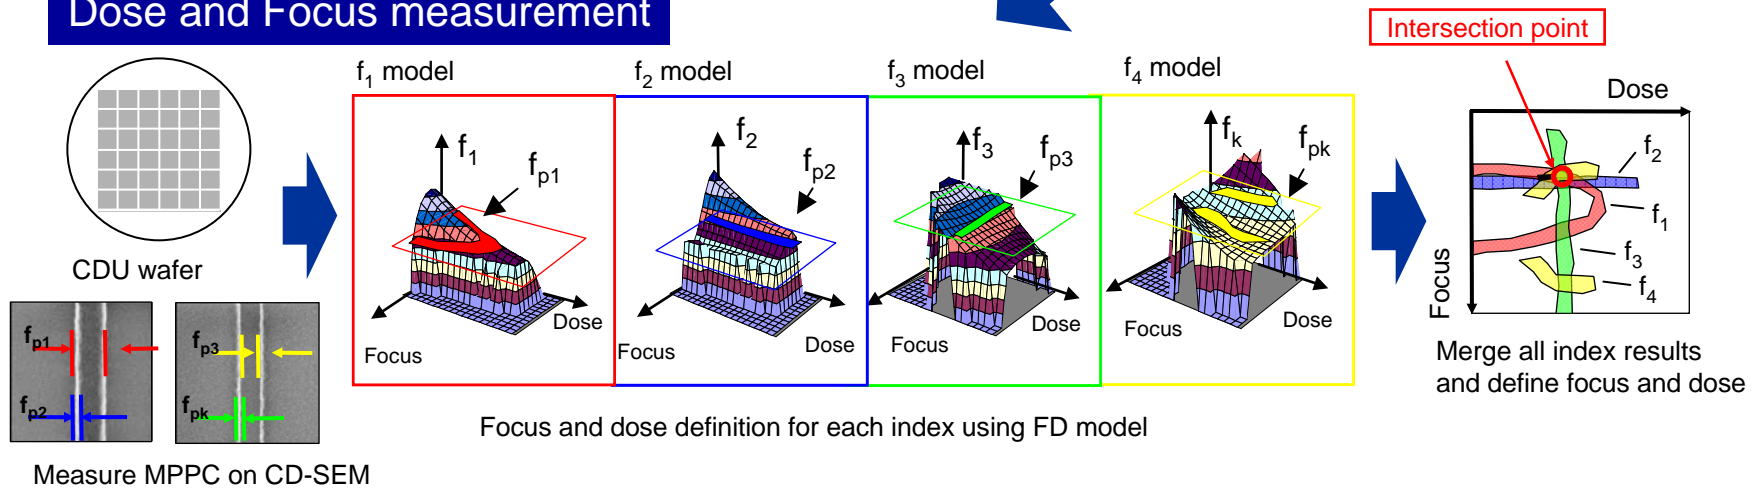 Dose and Focus measurement
Intersection point
f1 model
f2 model
f3 model
f4 model
f1
fp1
f2
fp2
f3
fp3
fk
fpk
Focus
Dose
Focus
Dose
Focus
Dose
Focus
Dose
Dose
Focus
f2
f1
f3
f4
CDU wafer
fp1
fp2
fp3
fpk
Measure MPPC on CD-SEM
Focus and dose definition for each index using FD model
Merge all index results
and define focus and dose